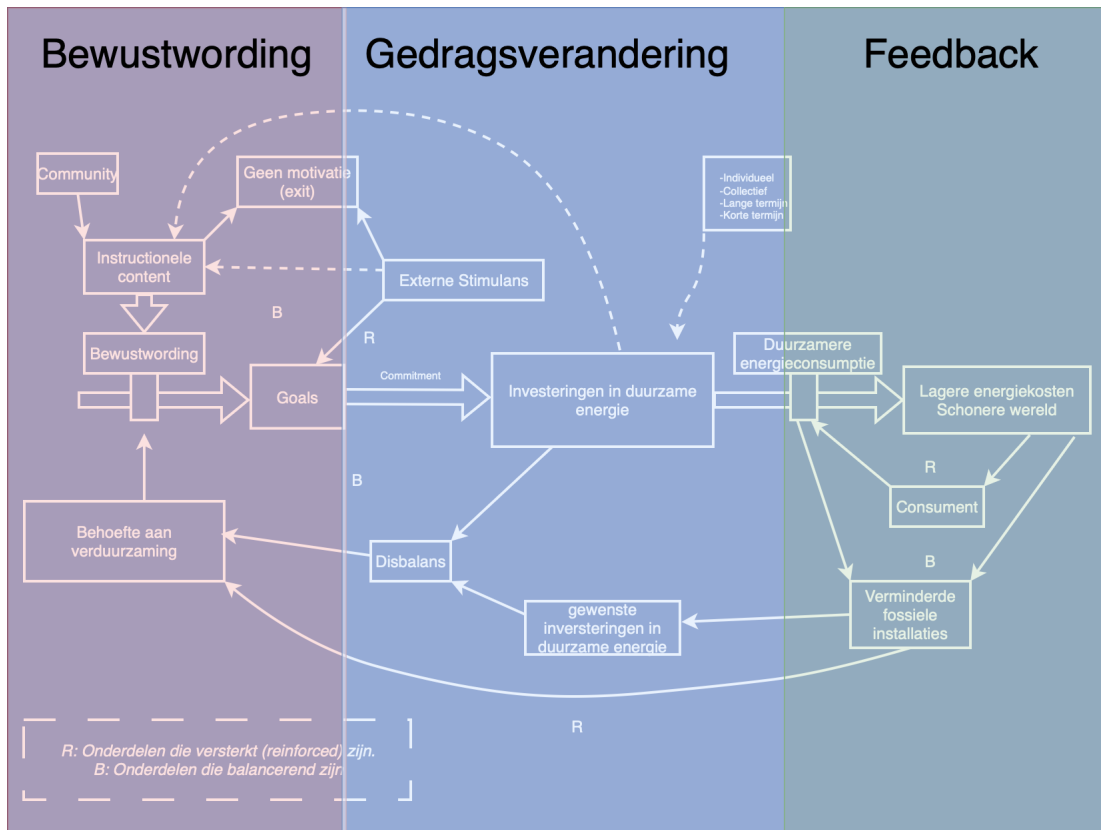 Bewustwording
Gedragsverandering
Feedback
Community
Geen motivatie
(exit)
-Individueel
-Collectief
-Lange termijn
-Korte termijn
Instructionele
content
Externe Stimulans
B
R
Bewustwording
Duurzamere
energieconsumptie
Goals
Commitment
Investeringen in duurzame
energie
Lagere energiekosten
Schonere wereld
R
B
Consument
Behoefte aan
verduurzaming
Disbalans
B
Verminderde
fossiele
installaties
gewenste
inversteringen in
duurzame energie
R
R: Onderdelen die versterkt (reinforced) zijn.
B: Onderdelen die balancerend zijn